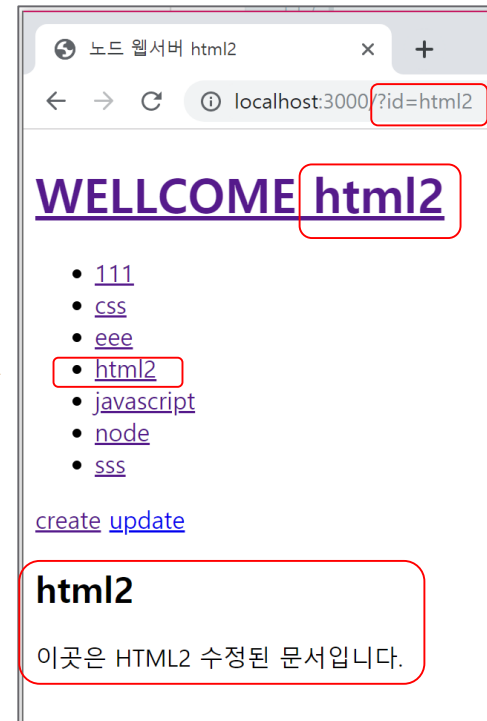 노드 웹서버 html2
localhost:3000/?id=html2
WELLCOME html2
111
css
eee
html2
javascript
node
sss
create update
html2
이곳은 HTML2 수정된 문서입니다.